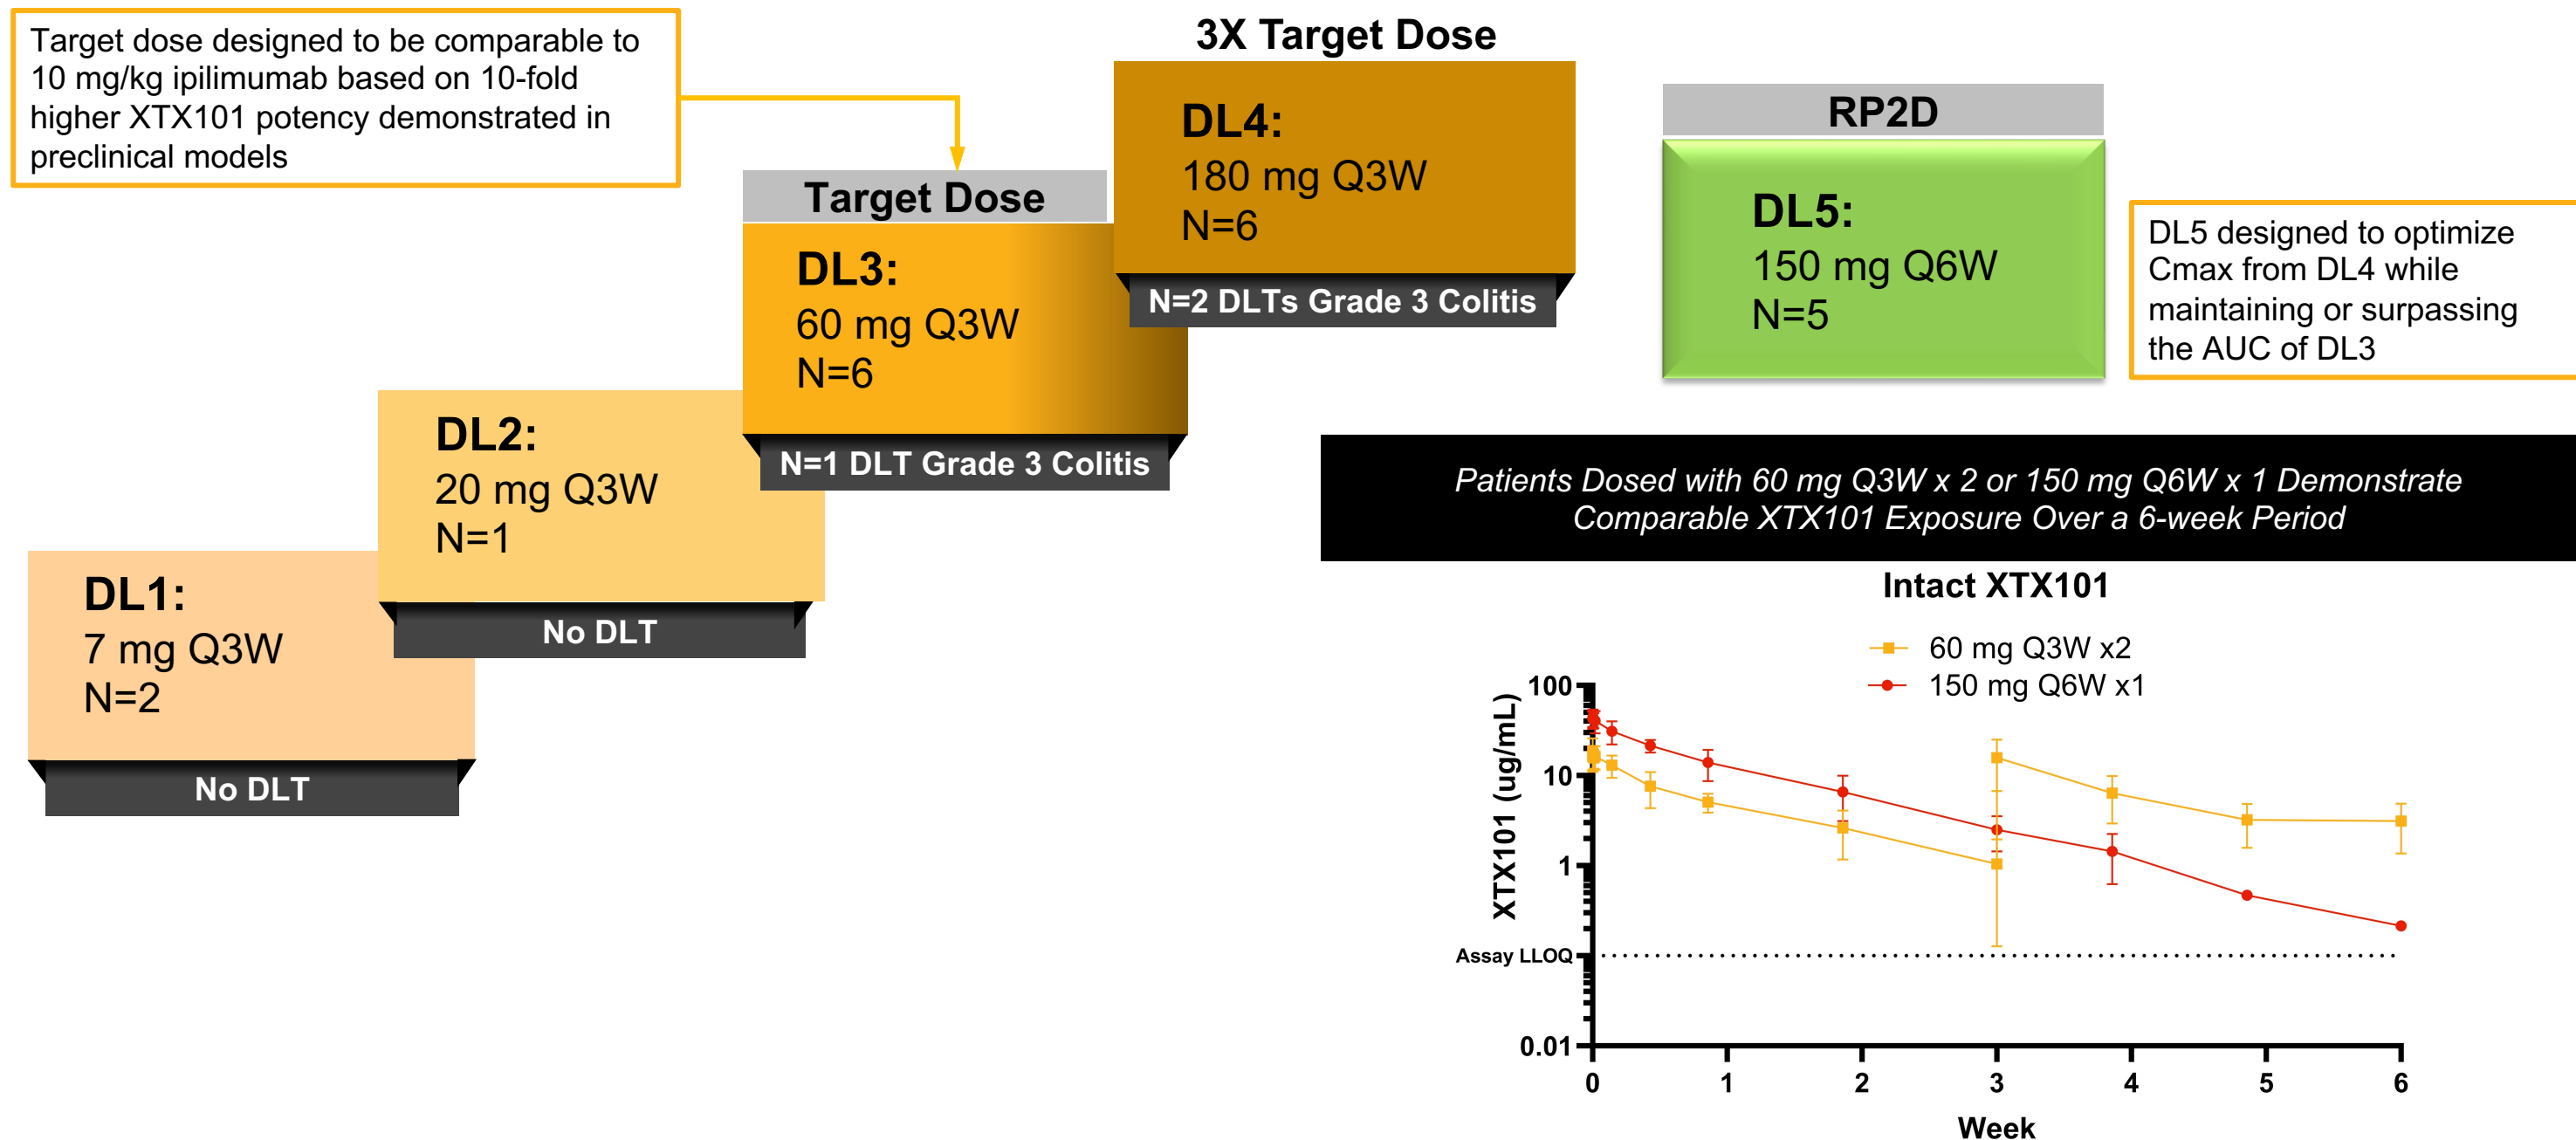 Target dose designed to be comparable to
10 mg/kg ipilimumab based on 10-fold
higher XTX101 potency demonstrated in
preclinical models
DL1:
7 mg Q3W
N=2
No DLT
DL2:
20 mg Q3W
N=1
No DLT
Target Dose
DL3:
60 mg Q3W
N=6
N=1 DLT Grade 3 Colitis
3X Target Dose
DL4:
180 mg Q3W
N=6
N=2 DLTs Grade 3 Colitis
RP2D
DL5:
150 mg Q6W
N=5
DL5 designed to optimize
Cmax from DL4 while
maintaining or surpassing
the AUC of DL3
Patients Dosed with 60 mg Q3W x 2 or 150 mg Q6W x 1 Demonstrate
Comparable XTX101 Exposure Over a 6-week Period
Intact XTX101
60 mg Q3W x2
150 mg Q6W x1
XTX101 (ug/mL)
100
10
1
Assay LLOQ
0.01
0 1 2 3 4 5 6
Week